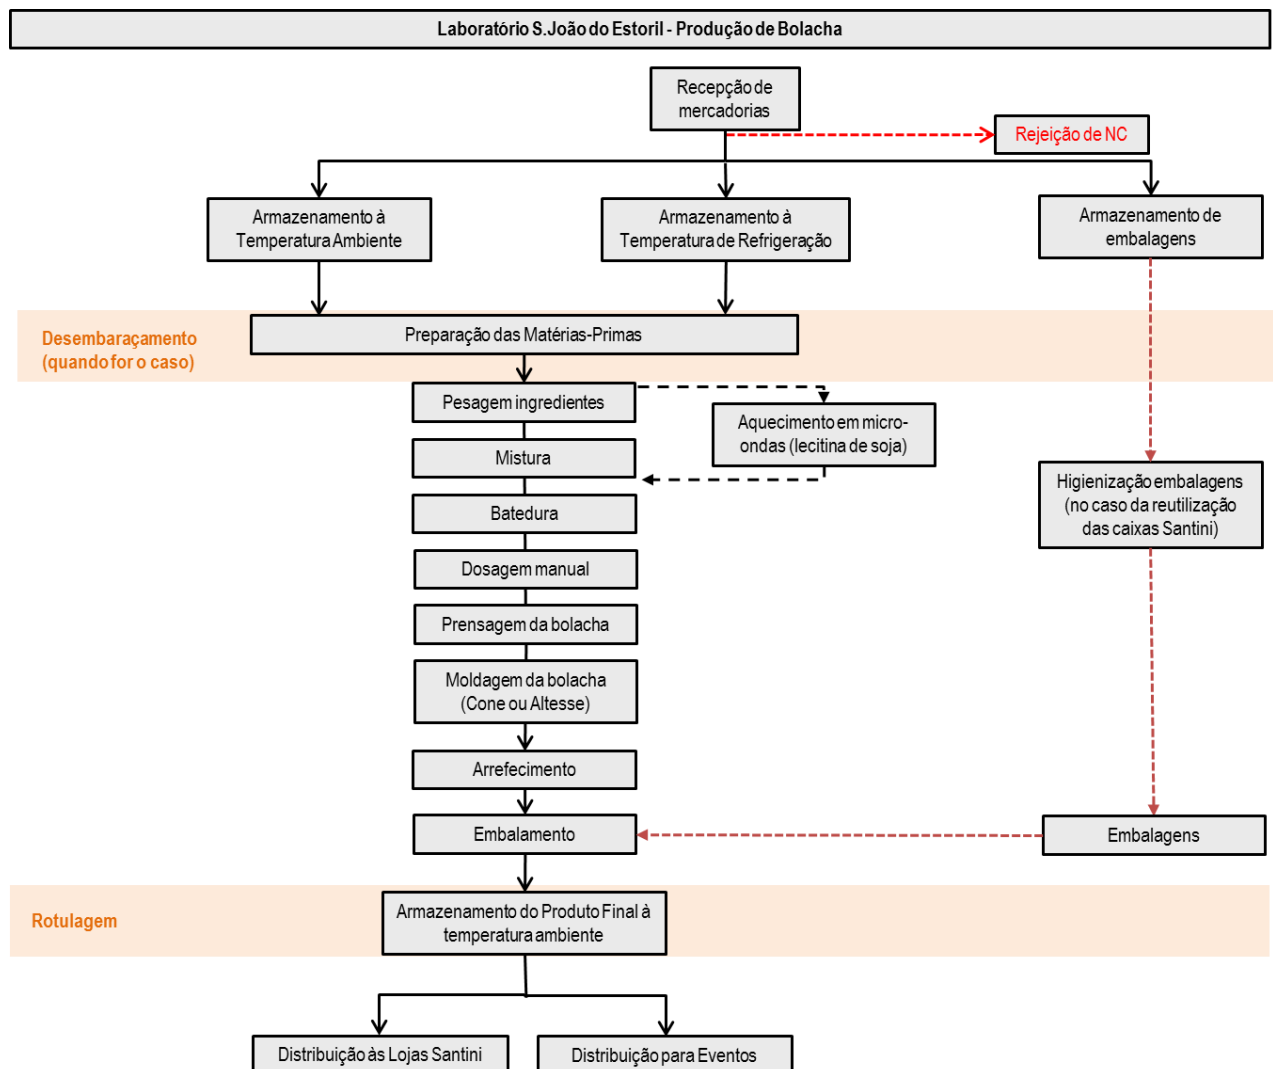 Laboratório S.João do Estoril - Produção de Bolacha
Recepção de
mercadorias
Rejeição de NC
Armazenamento à
Temperatura Ambiente
Armazenamento à
Temperatura de Refrigeração
Armazenamento de
embalagens
Desembaraçamento
(quando for o caso)
Preparação das Matérias-Primas
Pesagem ingredientes
Aquecimento em micro-
ondas (lecitina de soja)
Mistura
Higienização embalagens
(no caso da reutilização
das caixas Santini)
Batedura
Dosagem manual
Prensagem da bolacha
Moldagem da bolacha
(Cone ou Altesse)
Arrefecimento
Embalamento
Embalagens
Rotulagem
Armazenamento do Produto Final à
temperatura ambiente
Distribuição às Lojas Santini
Distribuição para Eventos